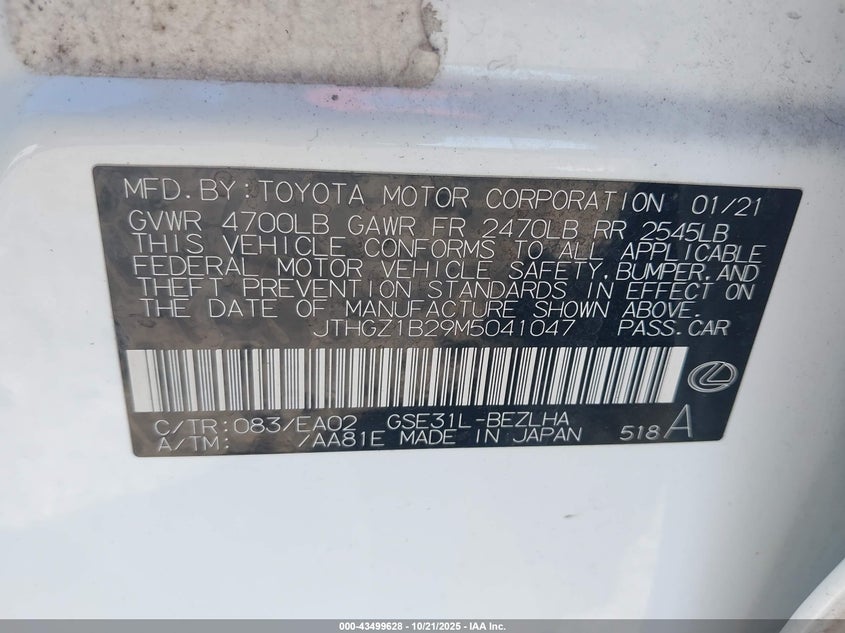 MFD. BY: TOYOTA MOTOR CORPORATION 01/21
GVWR 4700LB GAWR FR 2470LB RR 2545LB
THIS VEHICLE CONFORMS TO ALL APPLICABLE
FEDERAL MOTOR VEHICLE SAFETY, BUMPER, AND
THEFT PREVENTION STANDARDS IN EFFECT ON
THE DATE OF MANUFACTURE SHOWN ABOVE.
JTHGZ1B29M5041047 PASS. CAR
C/TR: 083/EA02 GSE31L-BEZLHA
A/TM: /AA81E MADE IN JAPAN 518 A
000-43499628 - 10/21/2025 - IAA Inc.